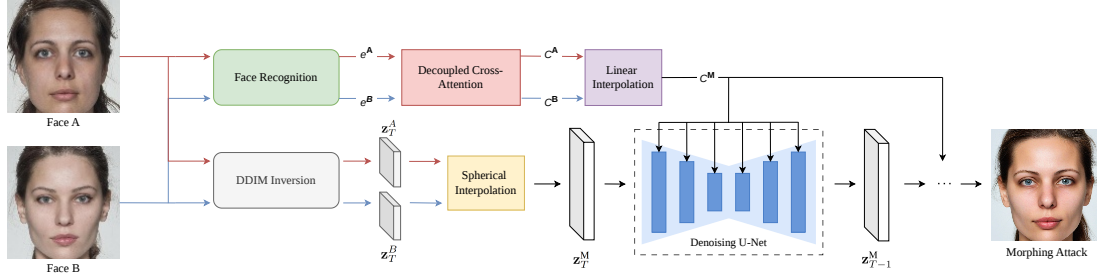 Face A
Face B
Face Recognition
e^A
e^B
Decoupled Cross-
Attention
C^A
C^B
Linear
Interpolation
C^M
DDIM Inversion
z_T^A
z_T^B
Spherical
Interpolation
z_T^M
Denoising U-Net
z_{T-1}^M
...
Morphing Attack